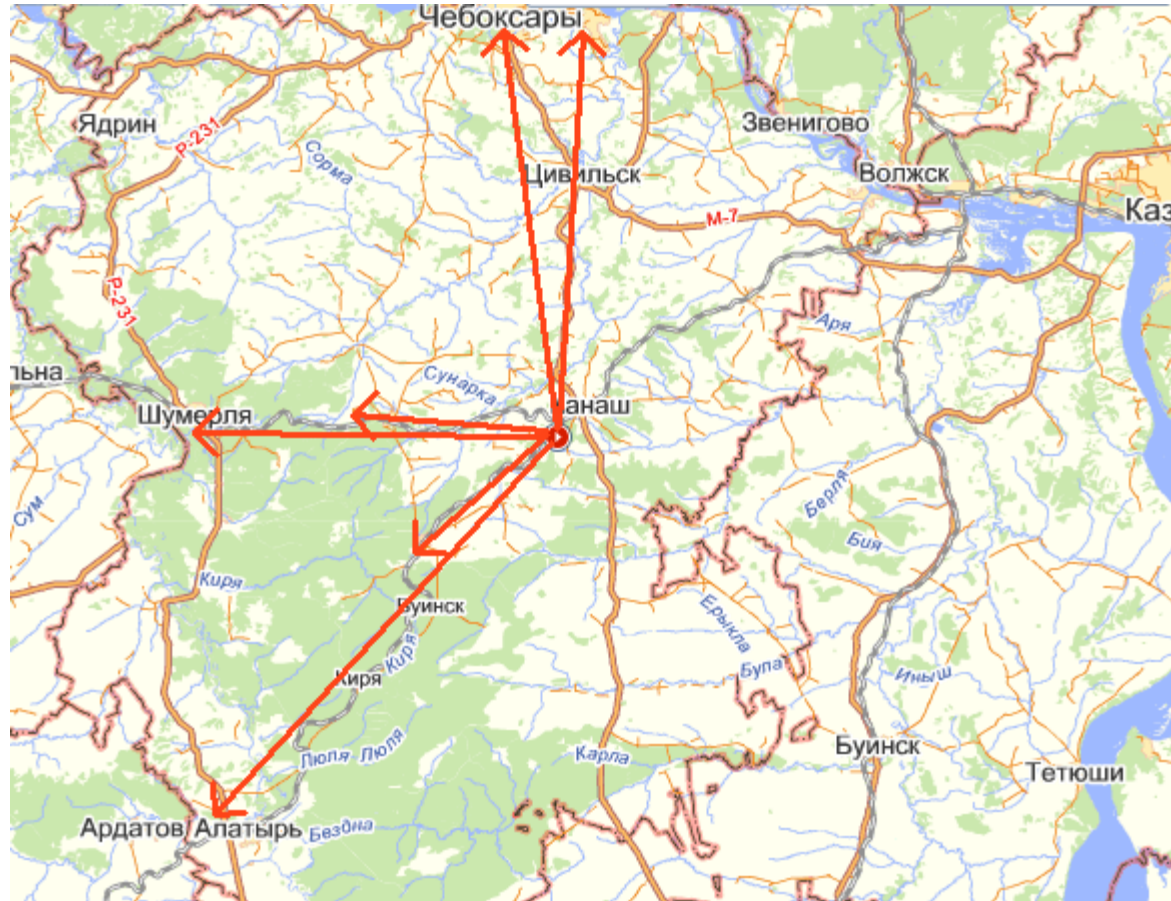 Чебоксары
Ядрин
Р-231
Звенигово
Сорма
Цивильск
Волжск
Каз
М-7
Р-231
Аря
льна
Сунарка
Шумерля
анаш
Сум
Берля
Бия
Киря
Буинск
Ерыкла
Киря
Була
Киря
Иныш
Люля Люля
Карла
Буинск
Тетюши
Ардатов Алатырь
Бездна